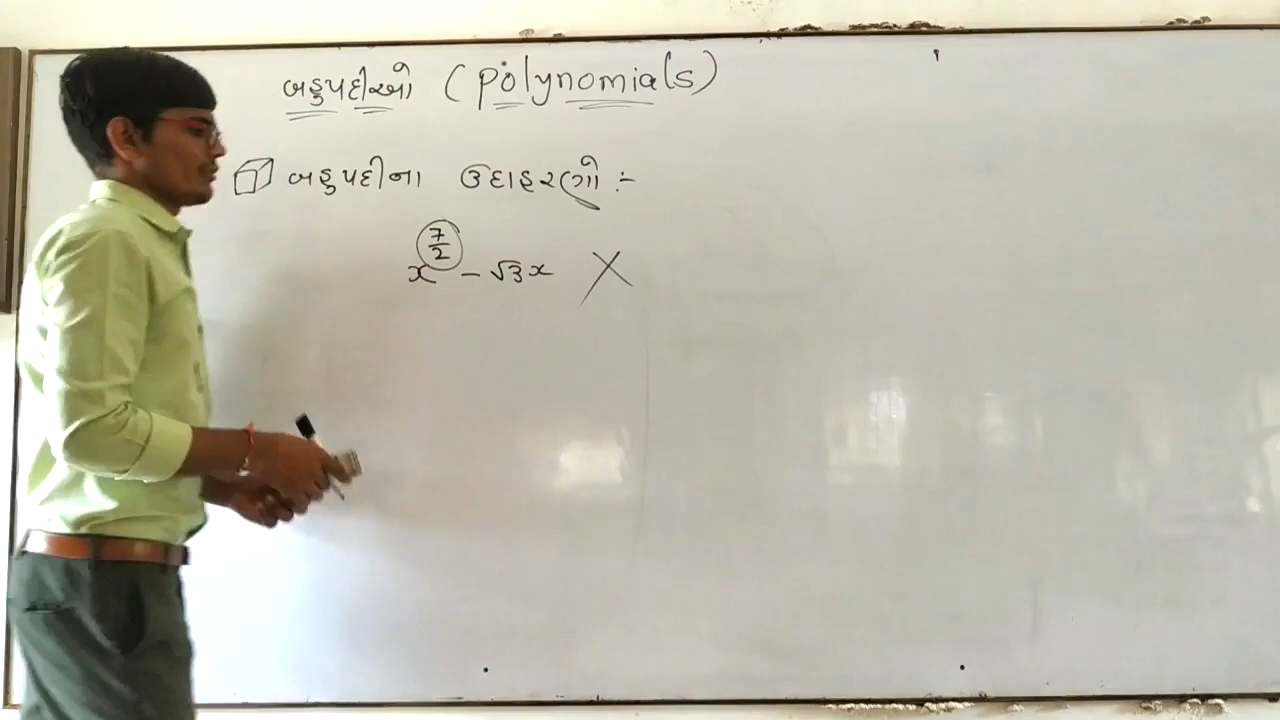 બહુપદીઓ (polynomials)
બહુપદીના ઉદાહરણો :-
x^(7/2) - √3x ×